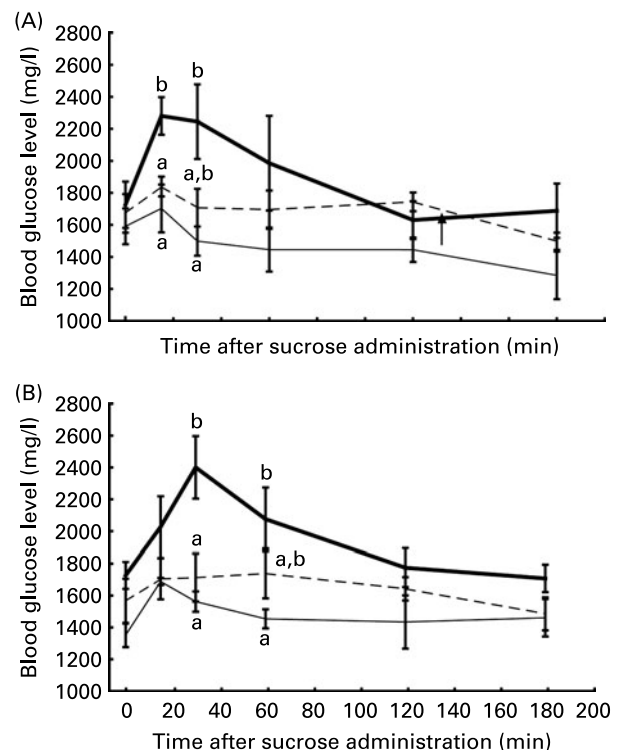 (A)
2800
2600
2400
2200
2000
1800
1600
1400
1200
1000
Blood glucose level (mg/l)
b
b
a
a,b
a
a
Time after sucrose administration (min)
(B)
2800
2600
2400
2200
2000
1800
1600
1400
1200
1000
Blood glucose level (mg/l)
b
b
a
a,b
a
a
0 20 40 60 80 100 120 140 160 180 200
Time after sucrose administration (min)